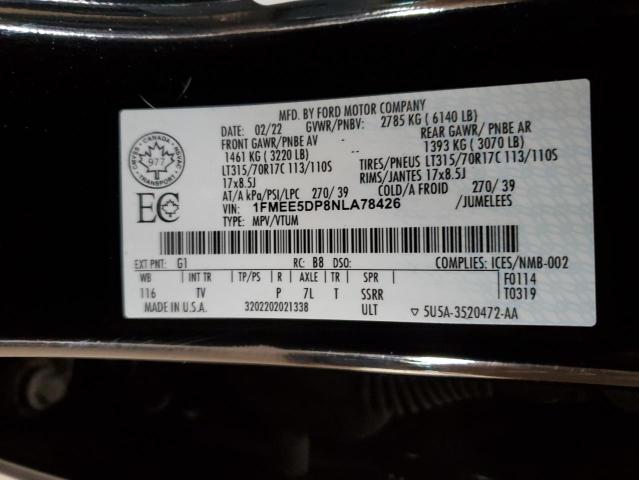 MFD. BY FORD MOTOR COMPANY
DATE: 02/22 GVWR/PNBV: 2785 KG ( 6140 LB)
FRONT GAWR/PNBE AV REAR GAWR/ PNBE AR
1461 KG ( 3220 LB) 1393 KG ( 3070 LB)
LT315/70R17C 113/110S TIRES/PNEUS LT315/70R17C 113/110S
17x8.5J RIMS/JANTES 17x8.5J
AT/A kPa/PSI/LPC 270/ 39 COLD/A FROID 270/ 39
VIN: 1FMEE5DP8NLA78426 /JUMELEES
TYPE: MPV/VTUM
CANADA
977
TRANSPORT
EC
EXT PNT: G1 RC: B8 DSO: COMPLIES: ICES/NMB-002
WB INT TR TP/PS R AXLE TR SPR F0114
116 TV P 7L T SSRR T0319
MADE IN U.S.A. 3202202021338 ULT ▽ 5U5A-3520472-AA